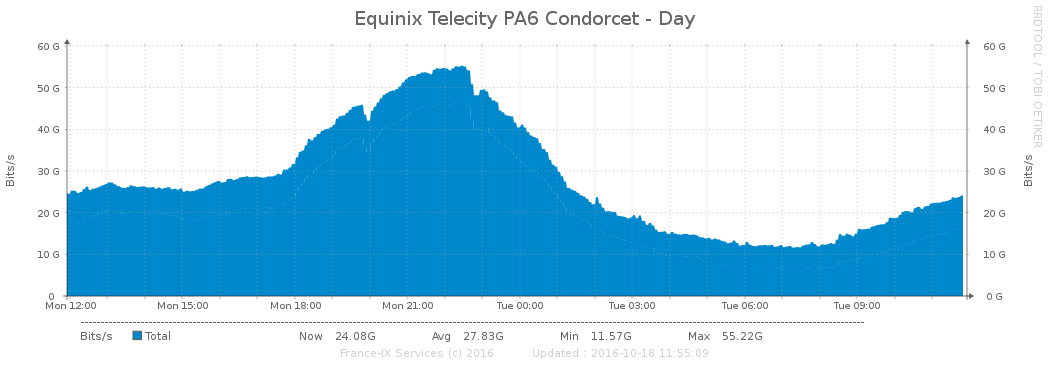 Equinix Telecity PA6 Condorcet - Day
RRDTOOL / TOBI OETIKER
Bits/s
60 G 60 G
50 G 50 G
40 G 40 G
30 G 30 G
20 G 20 G
10 G 10 G
0 0 G
Bits/s
Mon 12:00 Mon 15:00 Mon 18:00 Mon 21:00 Tue 00:00 Tue 03:00 Tue 06:00 Tue 09:00
Bits/s Total Now 24.08G Avg 27.83G Min 11.57G Max 55.22G
France-IX Services (c) 2016 Updated : 2016-10-18 11:55:09